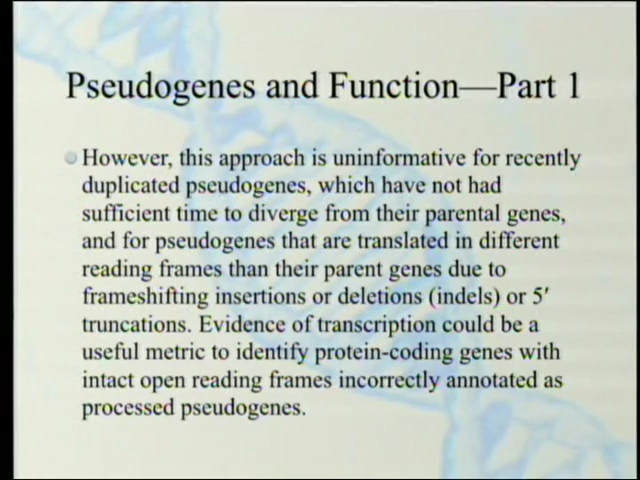 Pseudogenes and Function—Part 1
However, this approach is uninformative for recently
duplicated pseudogenes, which have not had
sufficient time to diverge from their parental genes,
and for pseudogenes that are translated in different
reading frames than their parent genes due to
frameshifting insertions or deletions (indels) or 5′
truncations. Evidence of transcription could be a
useful metric to identify protein-coding genes with
intact open reading frames incorrectly annotated as
processed pseudogenes.